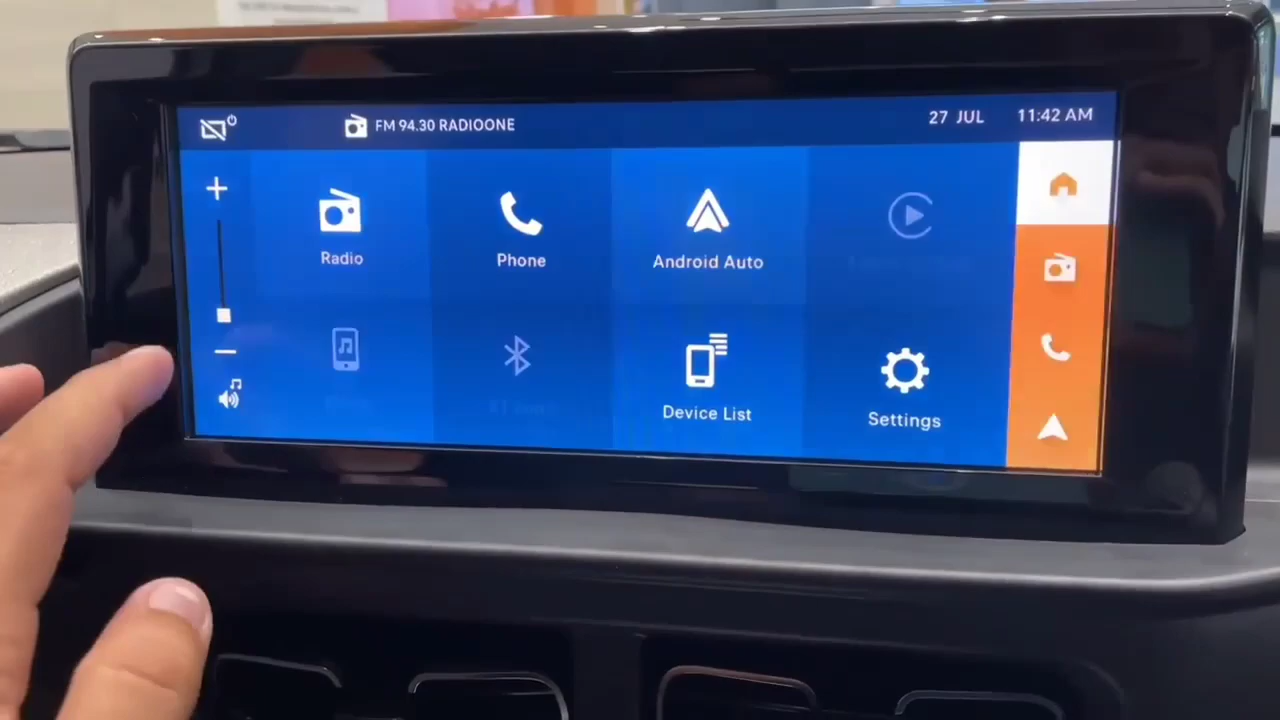 FM 94.30 RADIOONE
27 JUL
11:42 AM
Radio
Phone
Android Auto
Device List
Settings